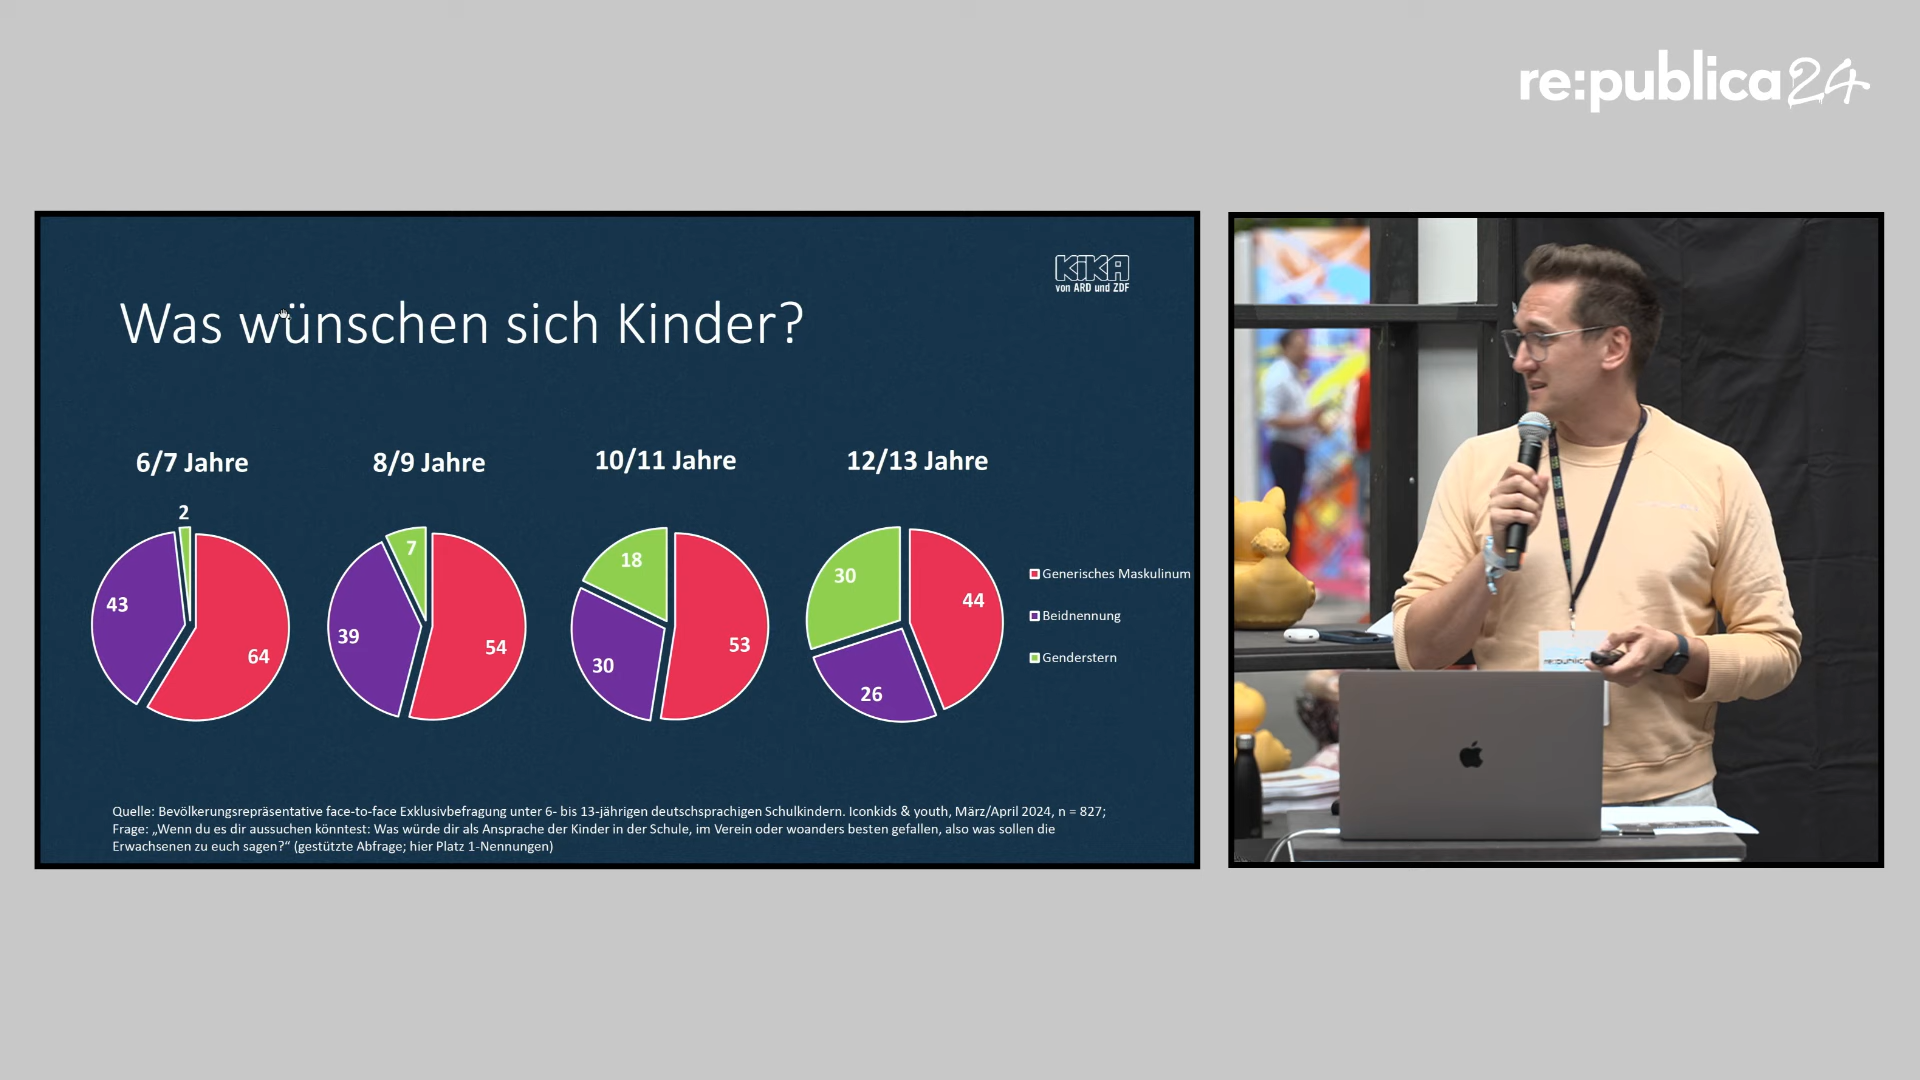 re:publica 24
KiKA
von ARD und ZDF
Was wünschen sich Kinder?
6/7 Jahre
8/9 Jahre
10/11 Jahre
12/13 Jahre
2
43
64
7
39
54
18
30
53
30
26
44
Generisches Maskulinum
Beidnennung
Genderstern
Quelle: Bevölkerungsrepräsentative face-to-face Exklusivbefragung unter 6- bis 13-jährigen deutschsprachigen Schulkindern. Iconkids & youth, März/April 2024, n = 827;
Frage: „Wenn du es dir aussuchen könntest: Was würde dir als Ansprache der Kinder in der Schule, im Verein oder woanders besten gefallen, also was sollen die
Erwachsenen zu euch sagen?“ (gestützte Abfrage; hier Platz 1-Nennungen)
re:publica